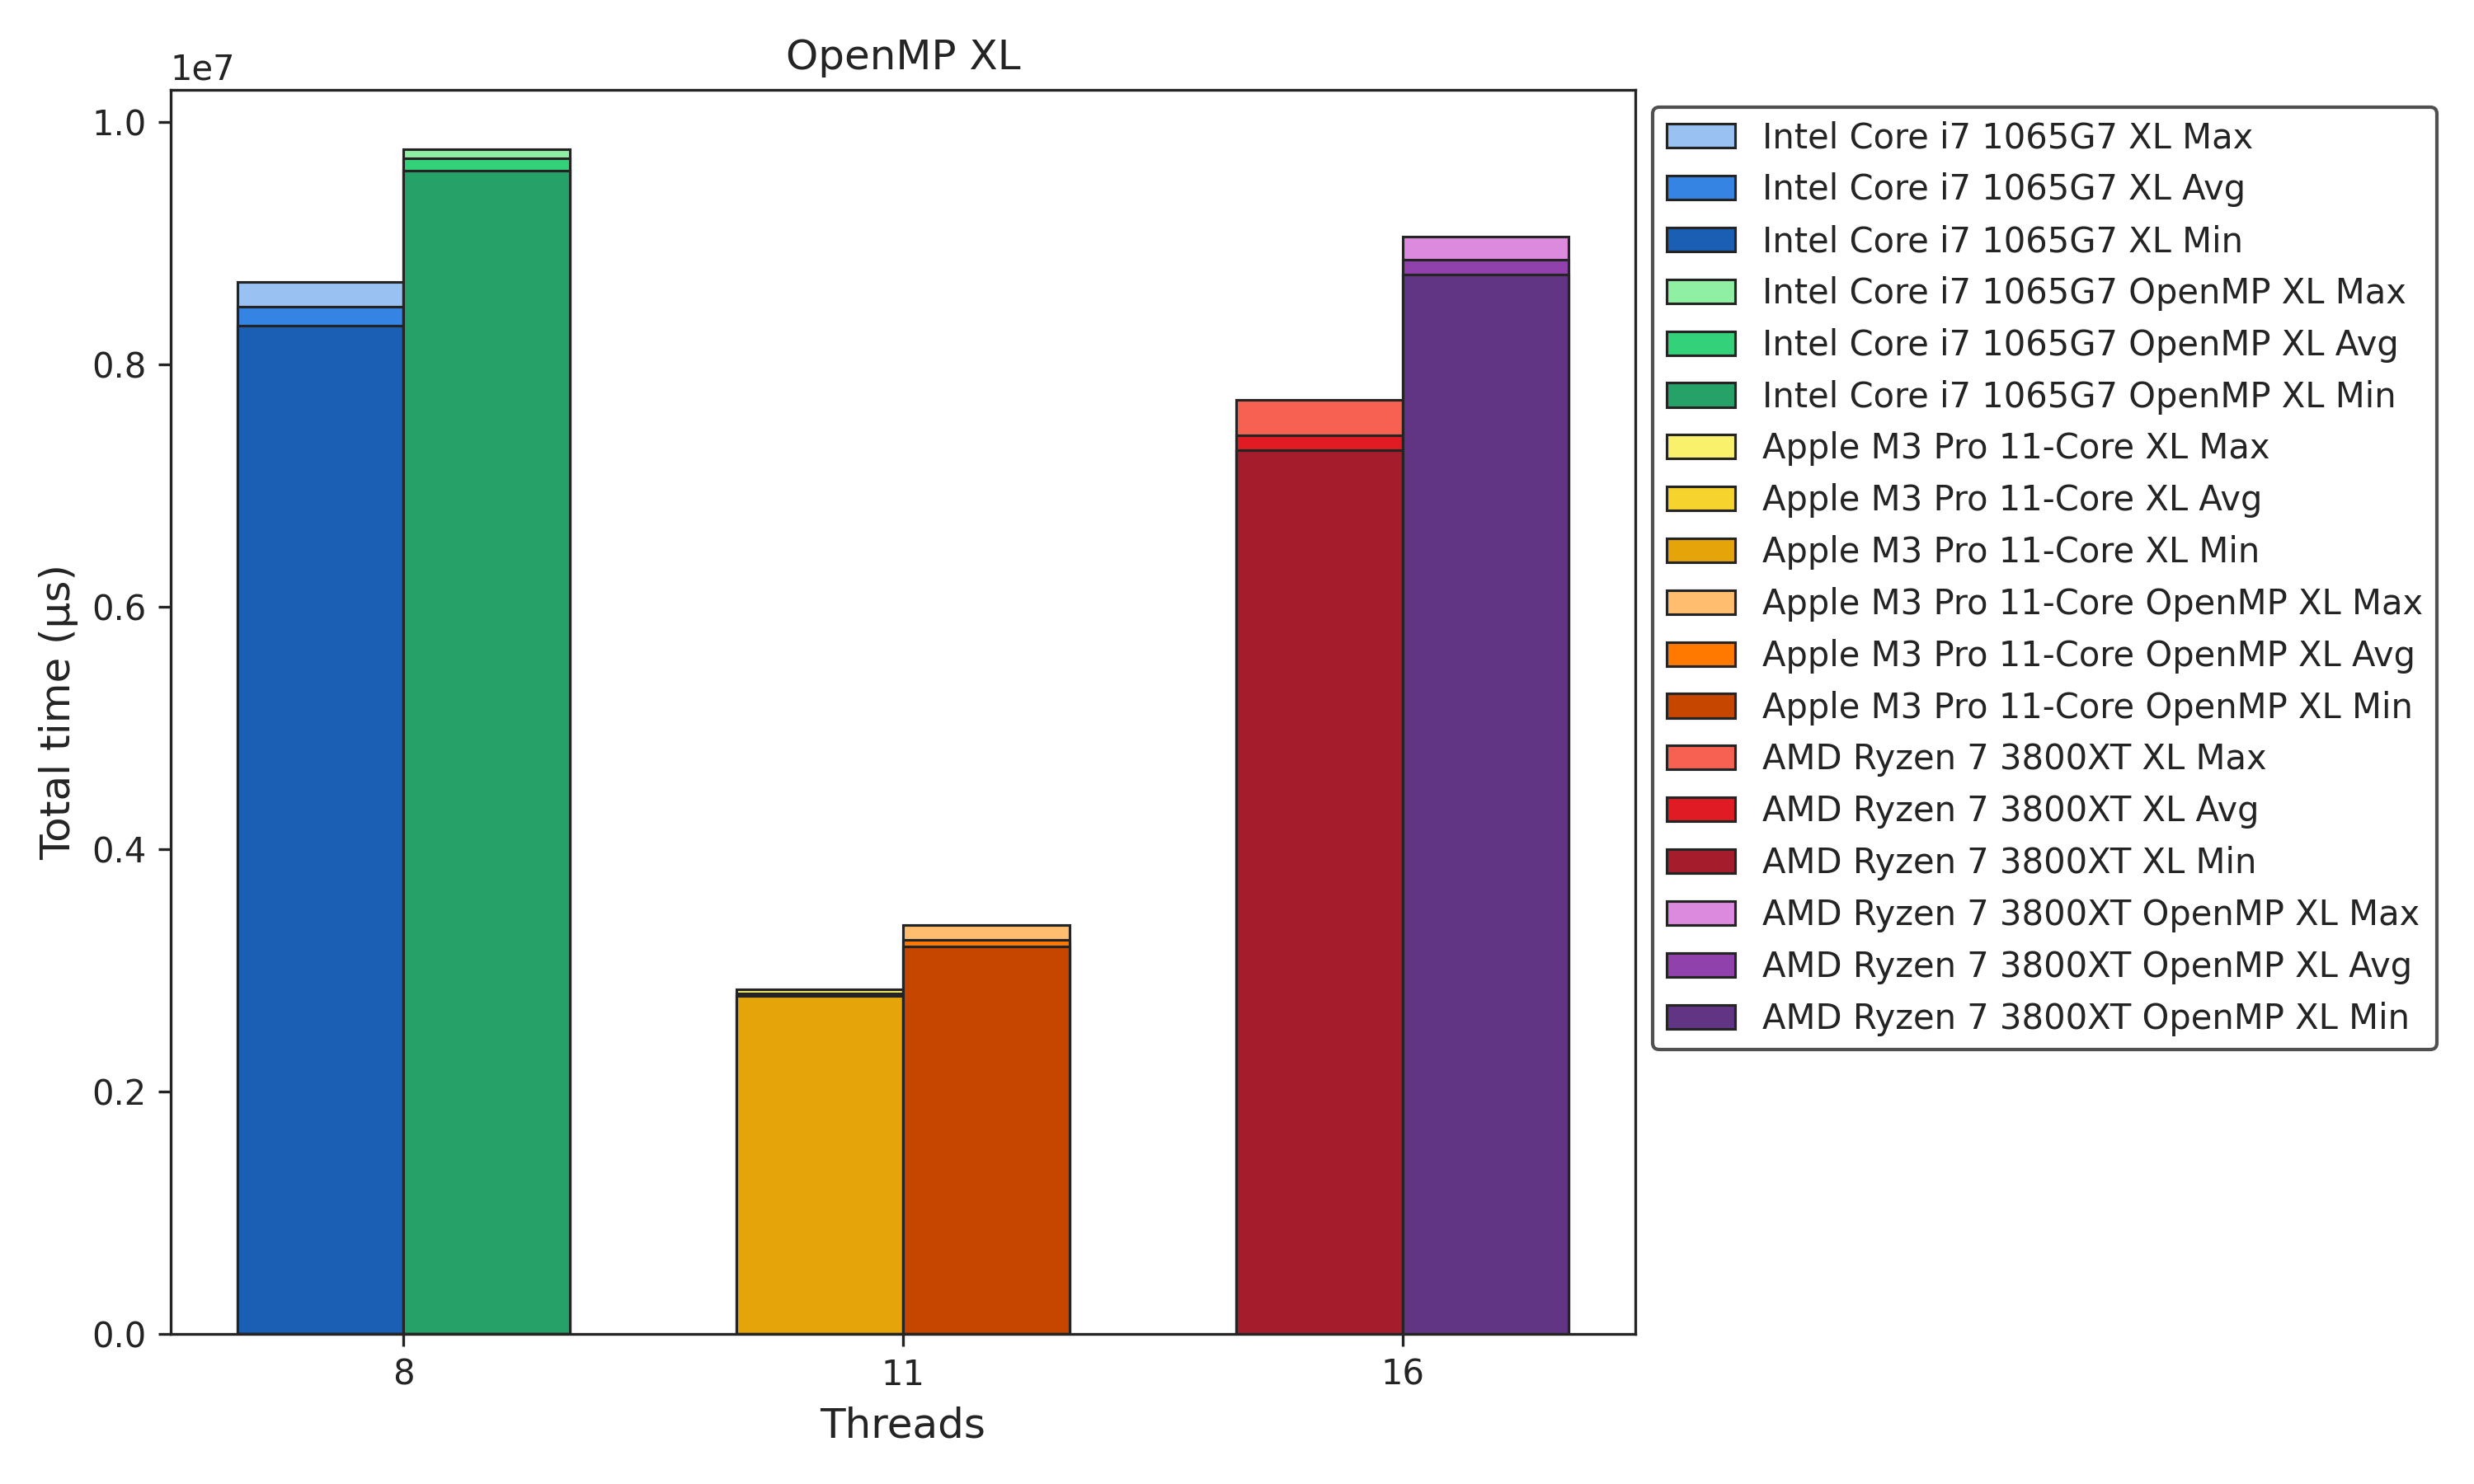 OpenMP XL
1e7
1.0
0.8
0.6
0.4
0.2
0.0
Total time (µs)
8
11
16
Threads
Intel Core i7 1065G7 XL Max
Intel Core i7 1065G7 XL Avg
Intel Core i7 1065G7 XL Min
Intel Core i7 1065G7 OpenMP XL Max
Intel Core i7 1065G7 OpenMP XL Avg
Intel Core i7 1065G7 OpenMP XL Min
Apple M3 Pro 11-Core XL Max
Apple M3 Pro 11-Core XL Avg
Apple M3 Pro 11-Core XL Min
Apple M3 Pro 11-Core OpenMP XL Max
Apple M3 Pro 11-Core OpenMP XL Avg
Apple M3 Pro 11-Core OpenMP XL Min
AMD Ryzen 7 3800XT XL Max
AMD Ryzen 7 3800XT XL Avg
AMD Ryzen 7 3800XT XL Min
AMD Ryzen 7 3800XT OpenMP XL Max
AMD Ryzen 7 3800XT OpenMP XL Avg
AMD Ryzen 7 3800XT OpenMP XL Min